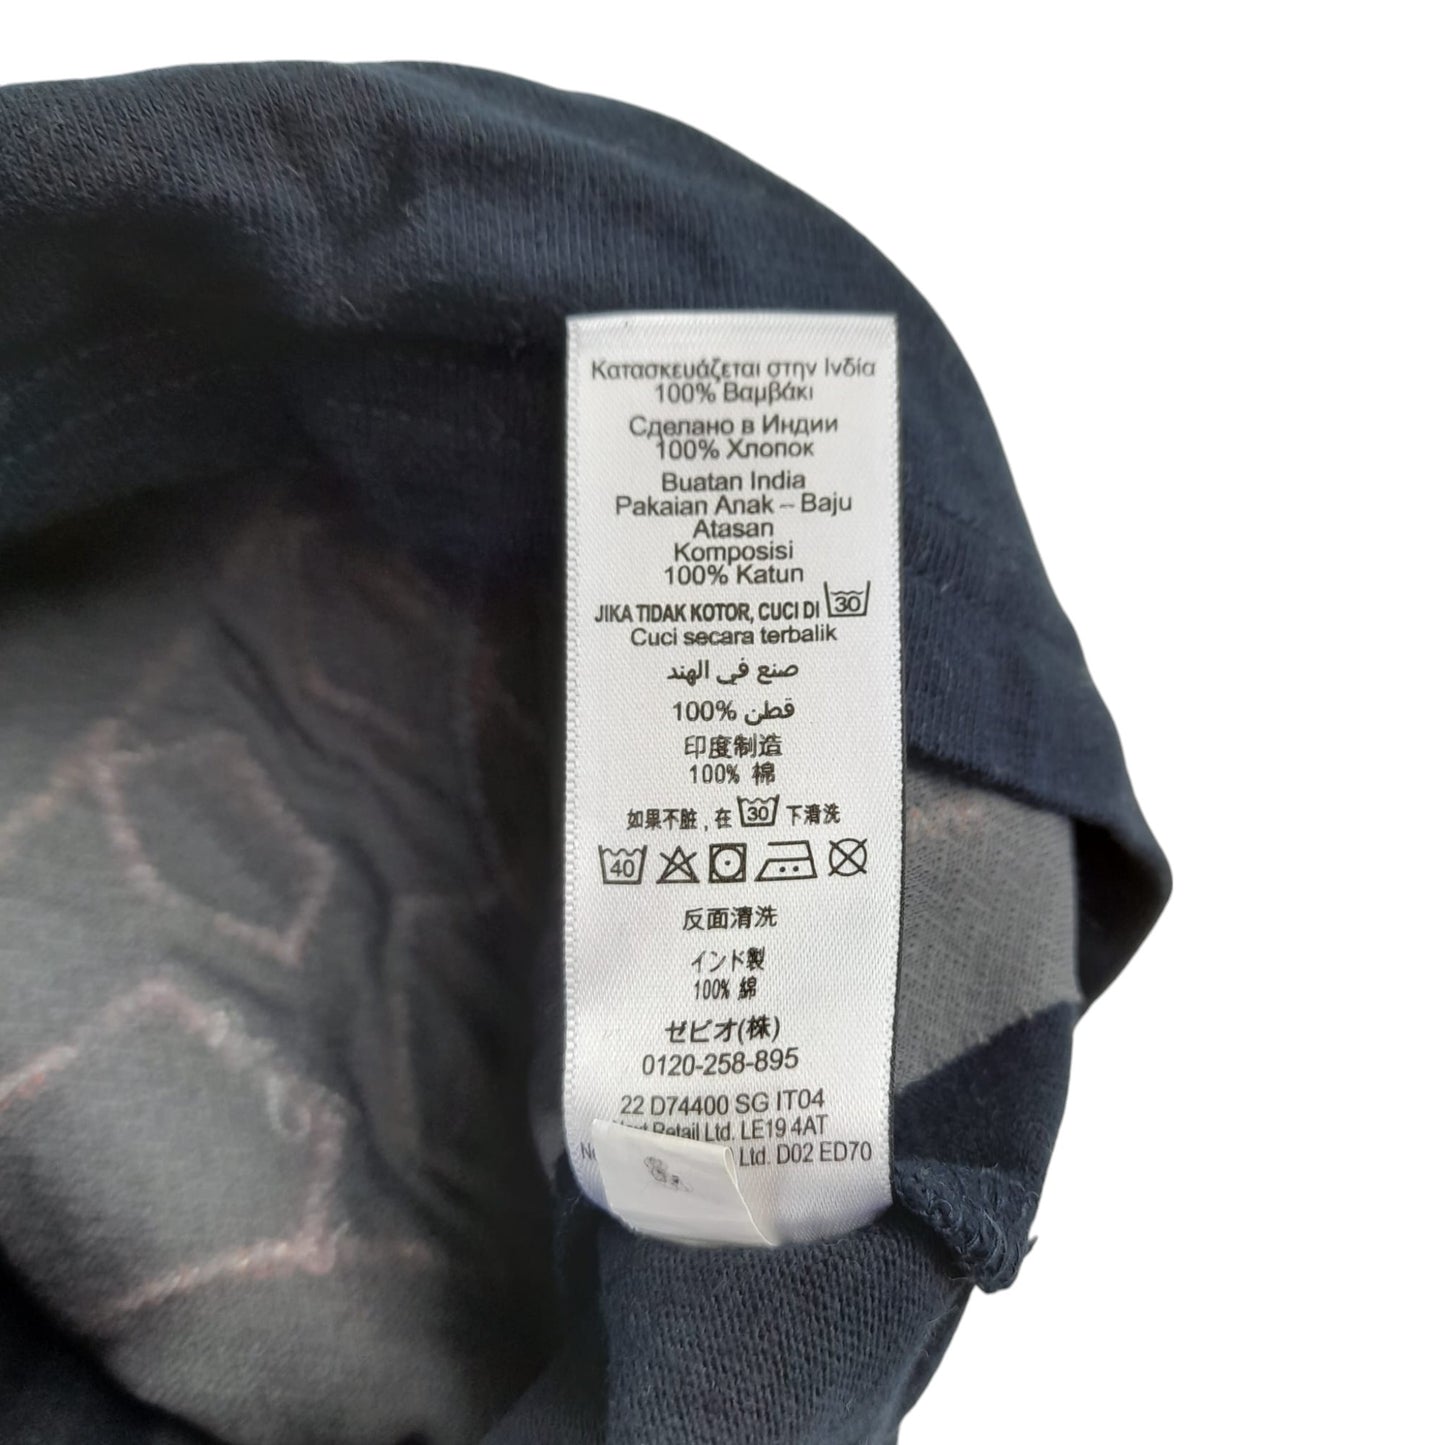 Κατασκευάζεται στην Ινδία
100% Βαμβάκι
Сделано в Индии
100% Хлопок
Buatan India
Pakaian Anak – Baju
Atasan
Komposisi
100% Katun
JIKA TIDAK KOTOR, CUCI DI 30
Cuci secara terbalik
صنع في الهند
100% قطن
印度制造
100% 棉
如果不脏 , 在 30 下清洗
40
反面清洗
インド製
100% 綿
ゼビオ(株)
0120-258-895
22 D74400 SG IT04
Retail Ltd. LE19 4AT
Ltd. D02 ED70